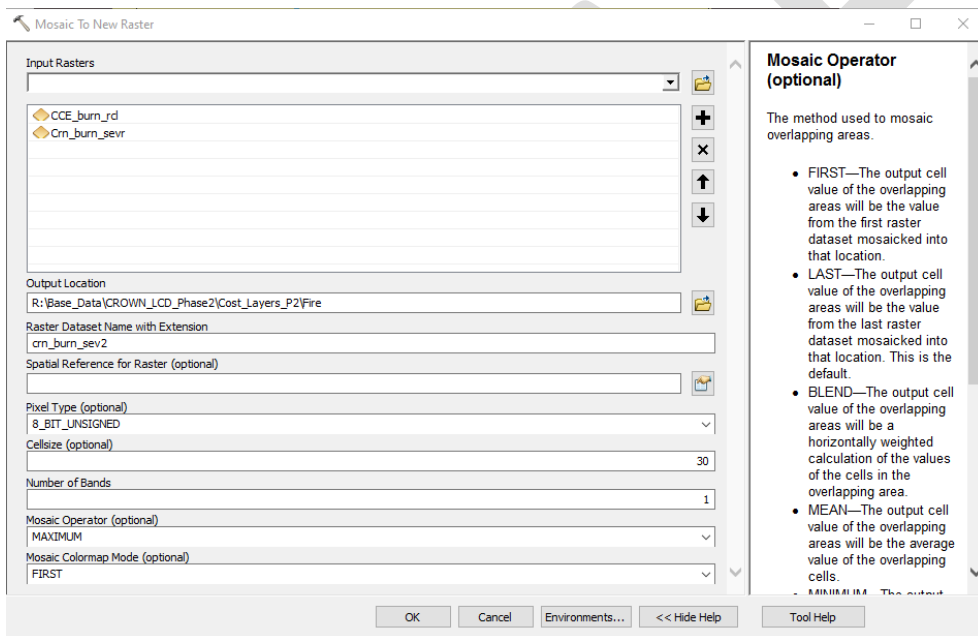 Mosaic To New Raster
Input Rasters
CCE_burn_rcl
Crn_burn_sevr
Output Location
R:\Base_Data\CROWN_LCD_Phase2\Cost_Layers_P2\Fire
Raster Dataset Name with Extension
crn_burn_sev2
Spatial Reference for Raster (optional)
Pixel Type (optional)
8_BIT_UNSIGNED
Cellsize (optional)
30
Number of Bands
1
Mosaic Operator (optional)
MAXIMUM
Mosaic Colormap Mode (optional)
FIRST
OK
Cancel
Environments...
<< Hide Help
Tool Help
Mosaic Operator
(optional)
The method used to mosaic
overlapping areas.
• FIRST—The output cell
value of the overlapping
areas will be the value
from the first raster
dataset mosaicked into
that location.
• LAST—The output cell
value of the overlapping
areas will be the value
from the last raster
dataset mosaicked into
that location. This is the
default.
• BLEND—The output cell
value of the overlapping
areas will be a
horizontally weighted
calculation of the values
of the cells in the
overlapping area.
• MEAN—The output cell
value of the overlapping
areas will be the average
value of the overlapping
cells.
• MINIMUM—The output